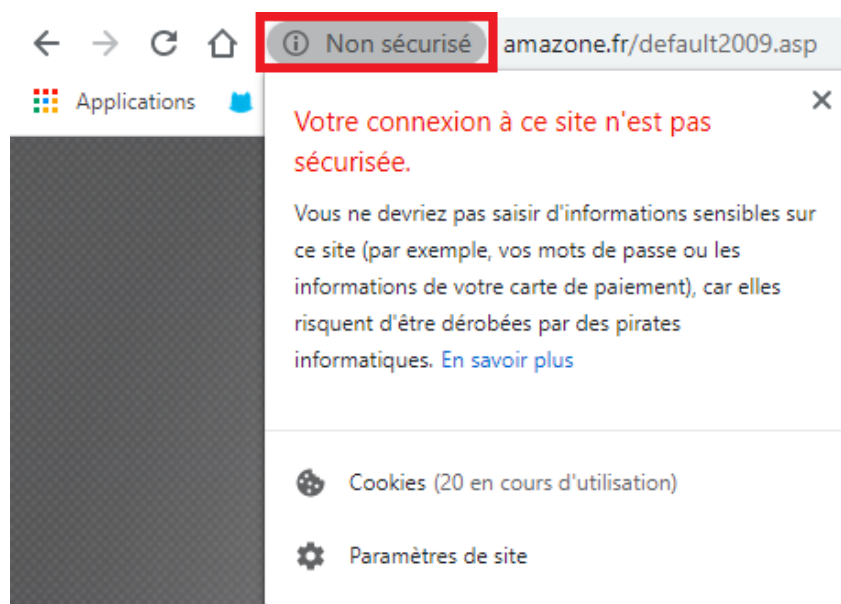 Non sécurisé amazone.fr/default2009.asp
Applications
Votre connexion à ce site n'est pas
sécurisée.
Vous ne devriez pas saisir d'informations sensibles sur
ce site (par exemple, vos mots de passe ou les
informations de votre carte de paiement), car elles
risquent d'être dérobées par des pirates
informatiques. En savoir plus
Cookies (20 en cours d'utilisation)
Paramètres de site